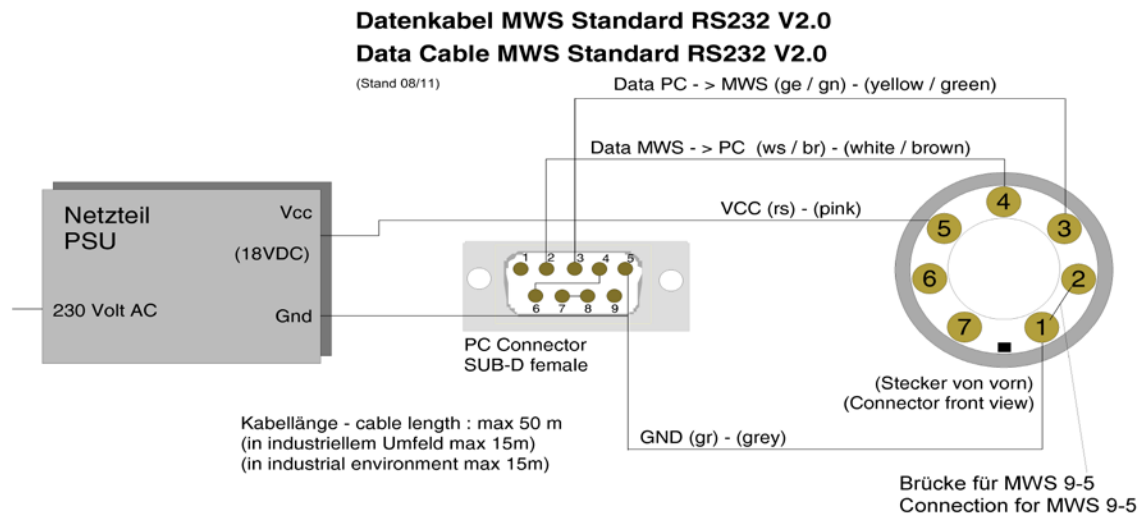 Datenkabel MWS Standard RS232 V2.0
Data Cable MWS Standard RS232 V2.0
(Stand 08/11)
Data PC - > MWS (ge / gn) - (yellow / green)
Data MWS - > PC (ws / br) - (white / brown)
VCC (rs) - (pink)
Netzteil
PSU
Vcc
(18VDC)
230 Volt AC
Gnd
1 2 3 4 5
6 7 8 9
PC Connector
SUB-D female
4
5 3
6 2
7 1
(Stecker von vorn)
(Connector front view)
Kabellänge - cable length : max 50 m
(in industriellem Umfeld max 15m)
(in industrial environment max 15m)
GND (gr) - (grey)
Brücke für MWS 9-5
Connection for MWS 9-5